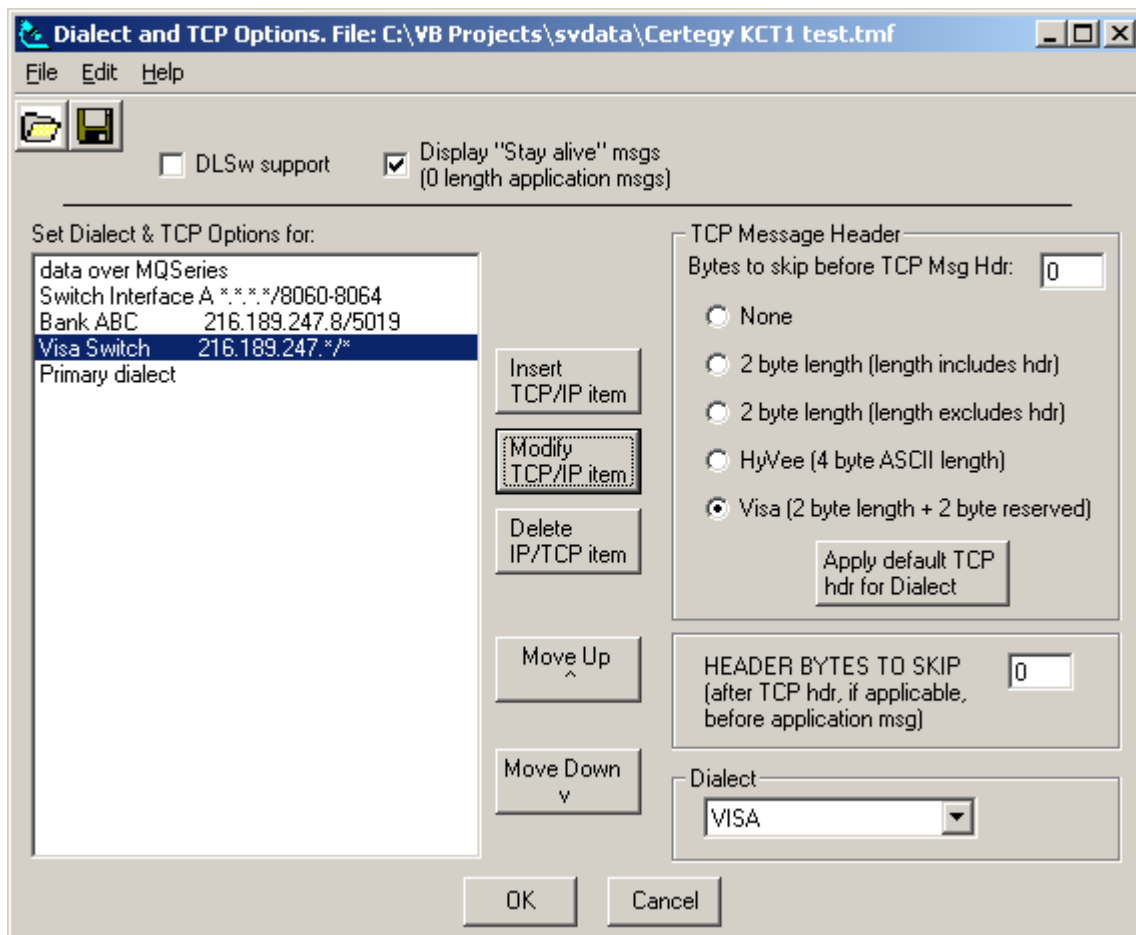 Dialect and TCP Options. File: C:\VB Projects\svdata\Certegy KCT1 test.tmf
File Edit Help
DLSw support
Display "Stay alive" msgs
(0 length application msgs)
Set Dialect & TCP Options for:
data over MQSeries
Switch Interface A *.*.*.*/8060-8064
Bank ABC 216.189.247.8/5019
Visa Switch 216.189.247.*/*
Primary dialect
Insert
TCP/IP item
Modify
TCP/IP item
Delete
IP/TCP item
Move Up
^
Move Down
v
TCP Message Header
Bytes to skip before TCP Msg Hdr: 0
None
2 byte length (length includes hdr)
2 byte length (length excludes hdr)
HyVee (4 byte ASCII length)
Visa (2 byte length + 2 byte reserved)
Apply default TCP
hdr for Dialect
HEADER BYTES TO SKIP 0
(after TCP hdr, if applicable,
before application msg)
Dialect
VISA
OK Cancel